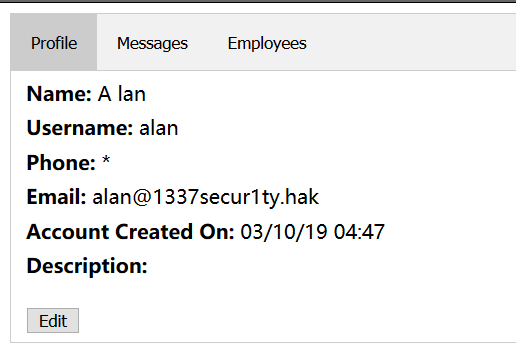 Profile Messages Employees
Name: A lan
Username: alan
Phone: *
Email: alan@1337secur1ty.hak
Account Created On: 03/10/19 04:47
Description:
Edit